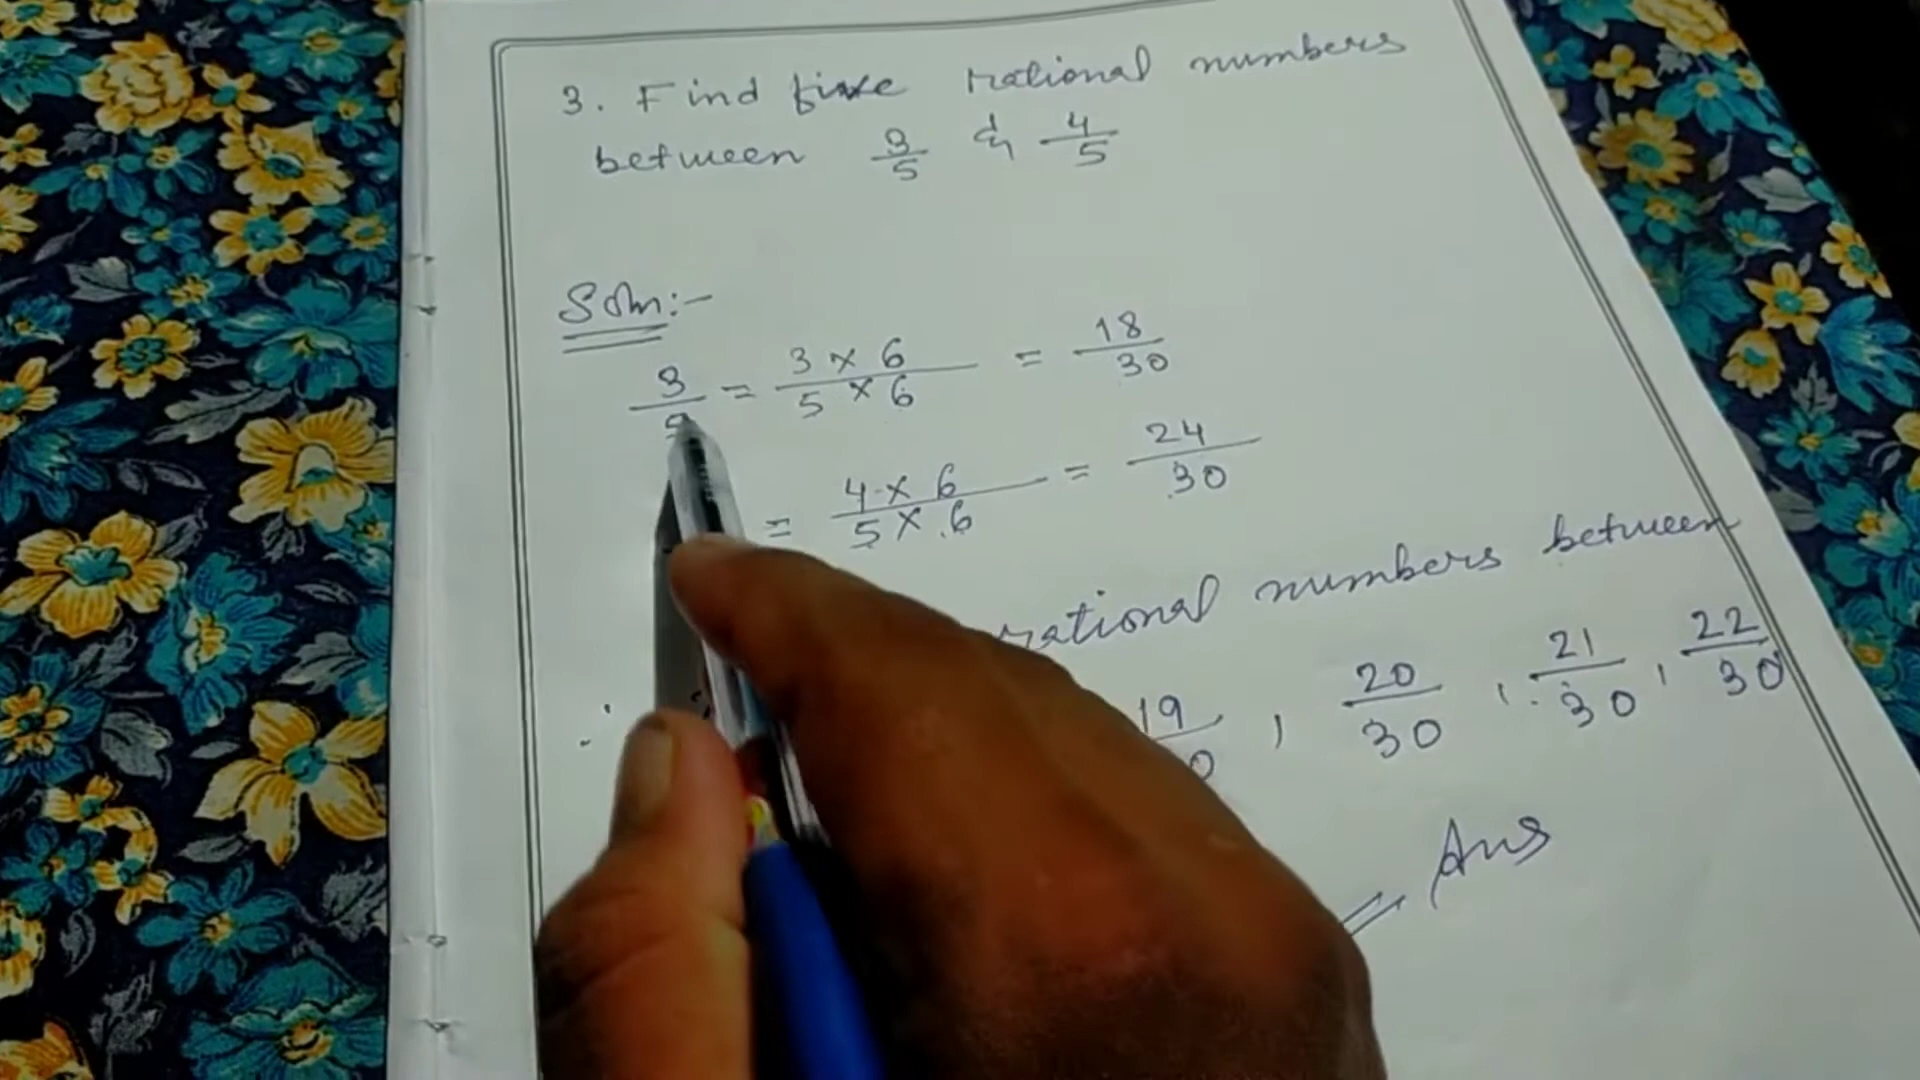 3. Find five rational numbers
between 3/5 & 4/5
Soln:-
3/5 = 3 × 6 / 5 × 6 = 18/30
= 4 × 6 / 5 × 6 = 24/30
rational numbers between
19 , 20/30 , 21/30 , 22/30
Ans